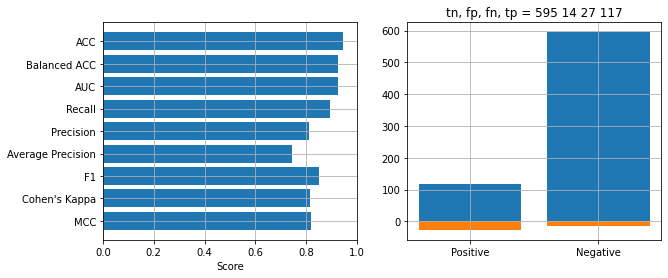 ACC
Balanced ACC
AUC
Recall
Precision
Average Precision
F1
Cohen's Kappa
MCC
0.0 0.2 0.4 0.6 0.8 1.0
Score
tn, fp, fn, tp = 595 14 27 117
600
500
400
300
200
100
0
Positive Negative